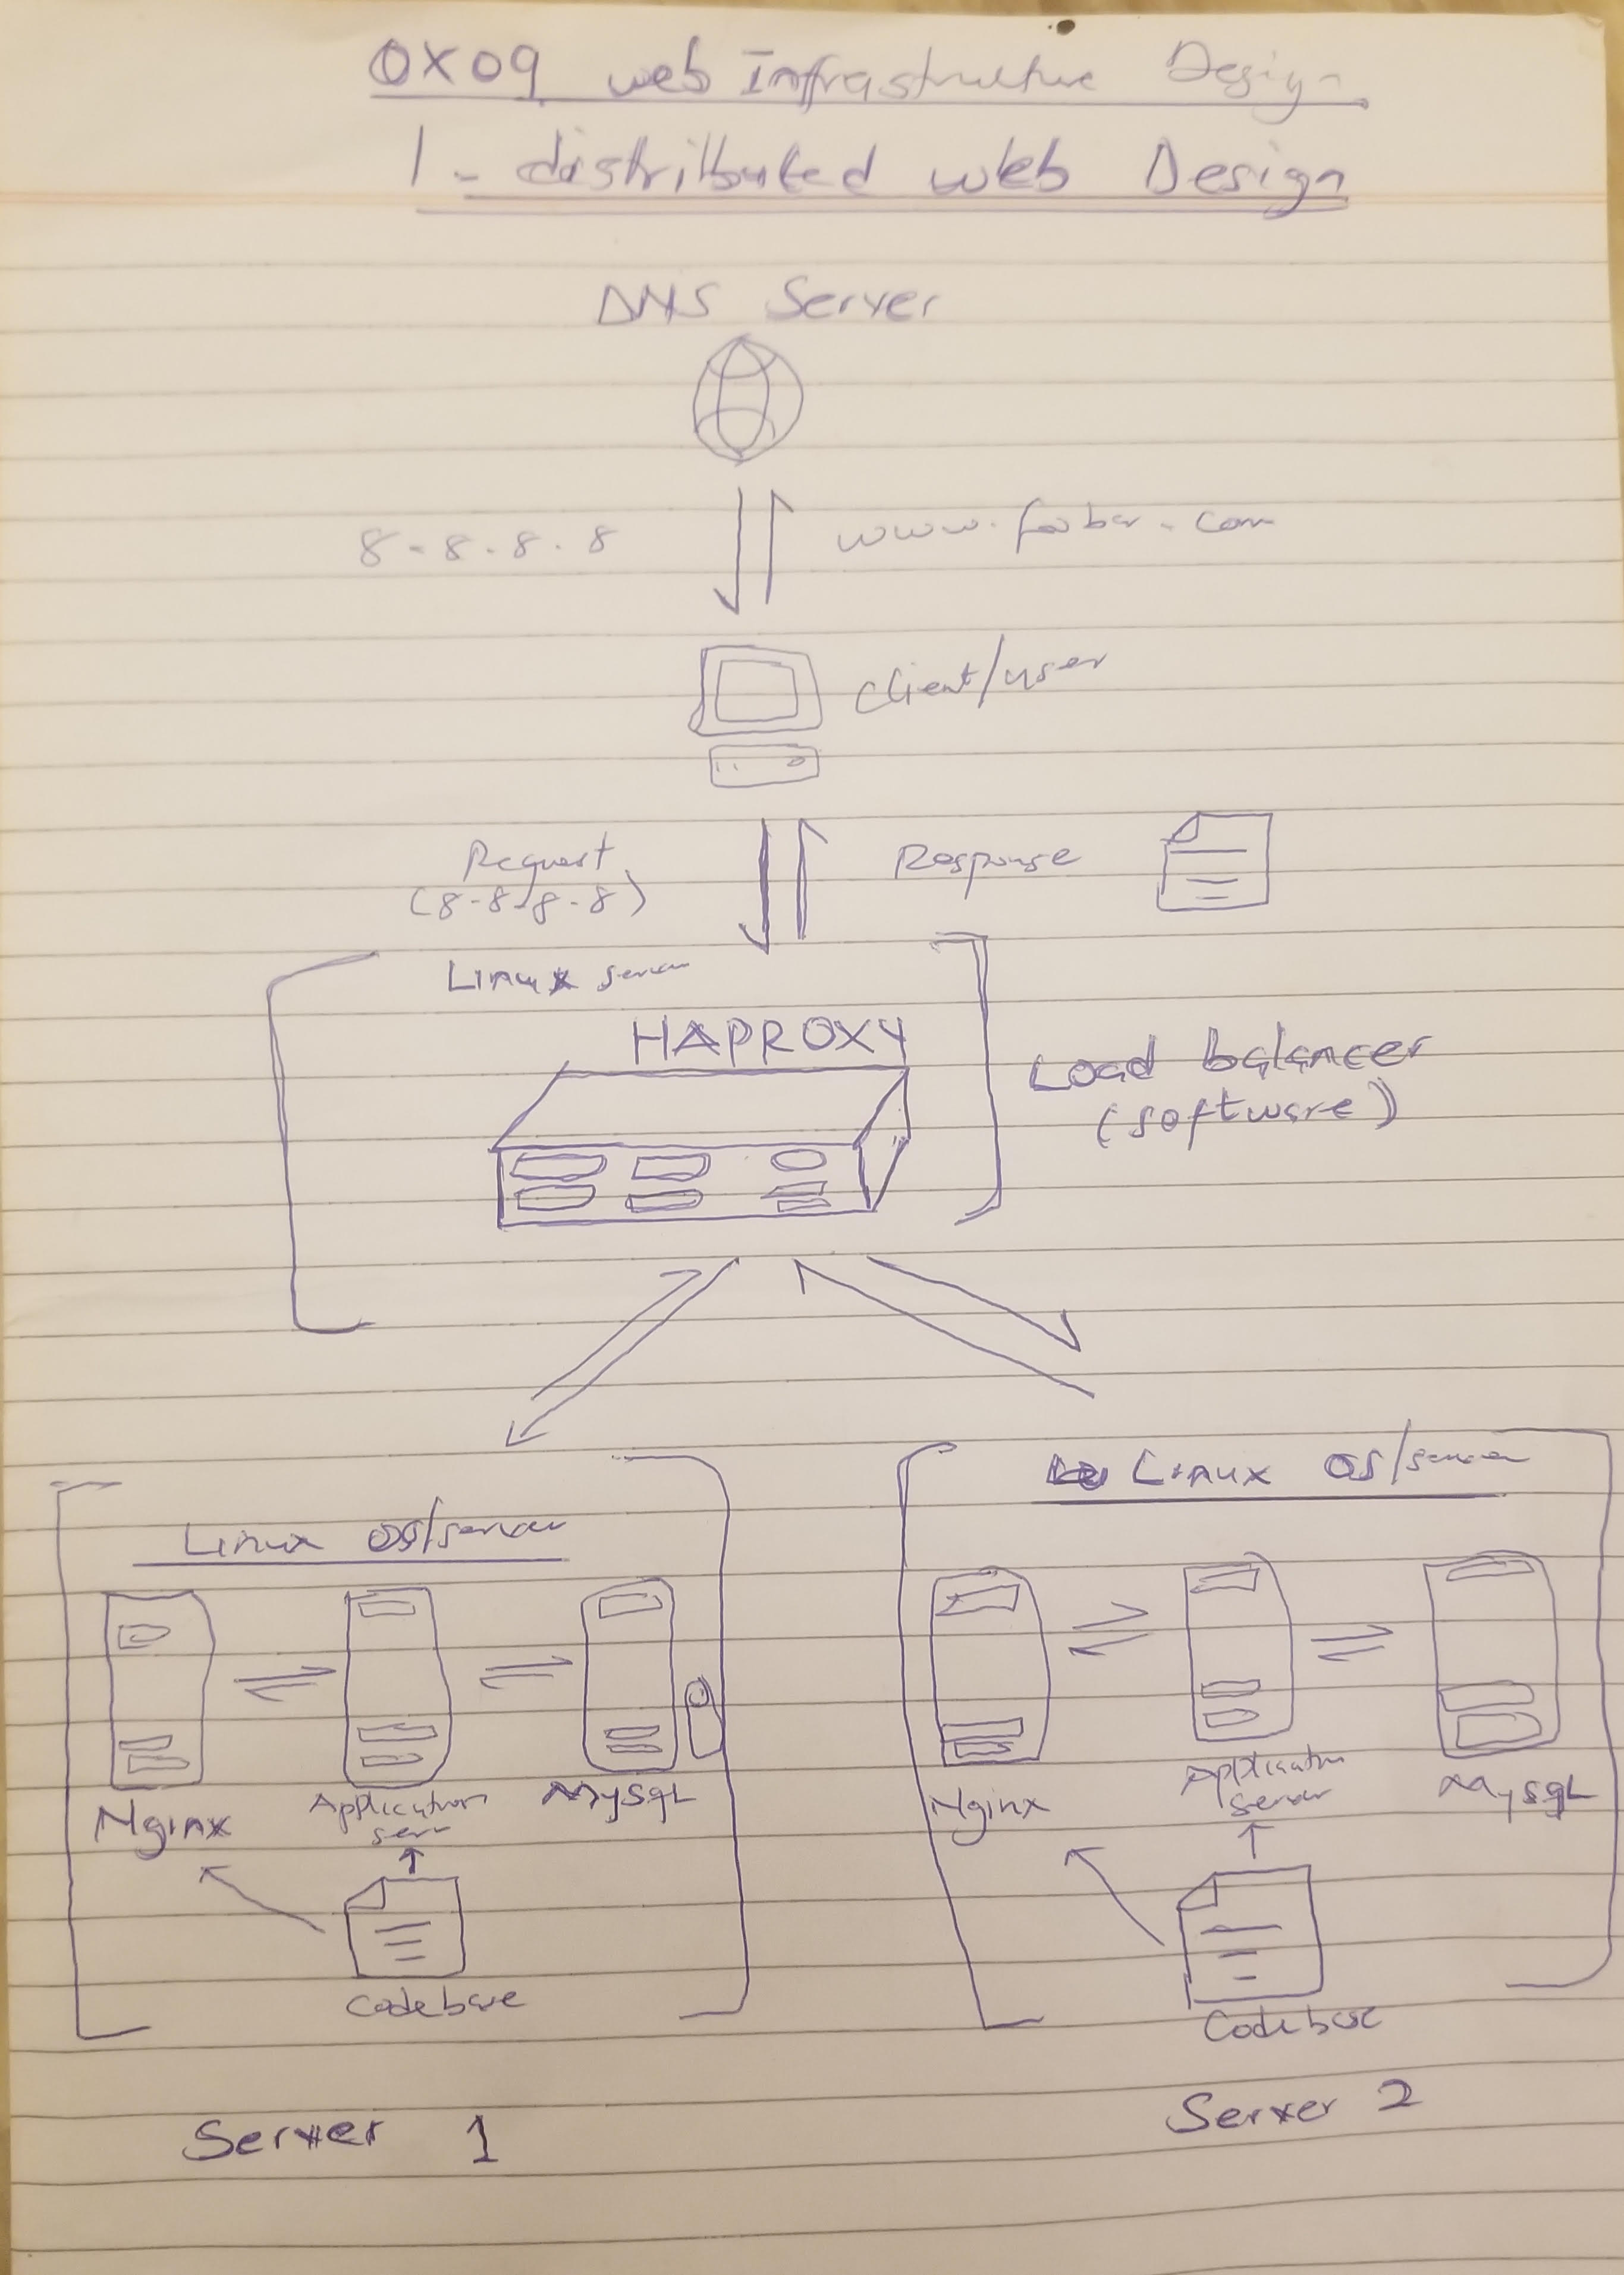 0X09 web Infrastructure Design
1- distributed web Design
DNS Server
8.8.8.8
www.foobar.com
client/user
Request
(8.8.8.8)
Response
Linux server
HAPROXY
Load balancer
(software)
Linux OS/server
Linux OS/server
Nginx
Application
serr
Mysql
Nginx
Application
server
Mysql
Codebase
Codebase
Server 1
Server 2